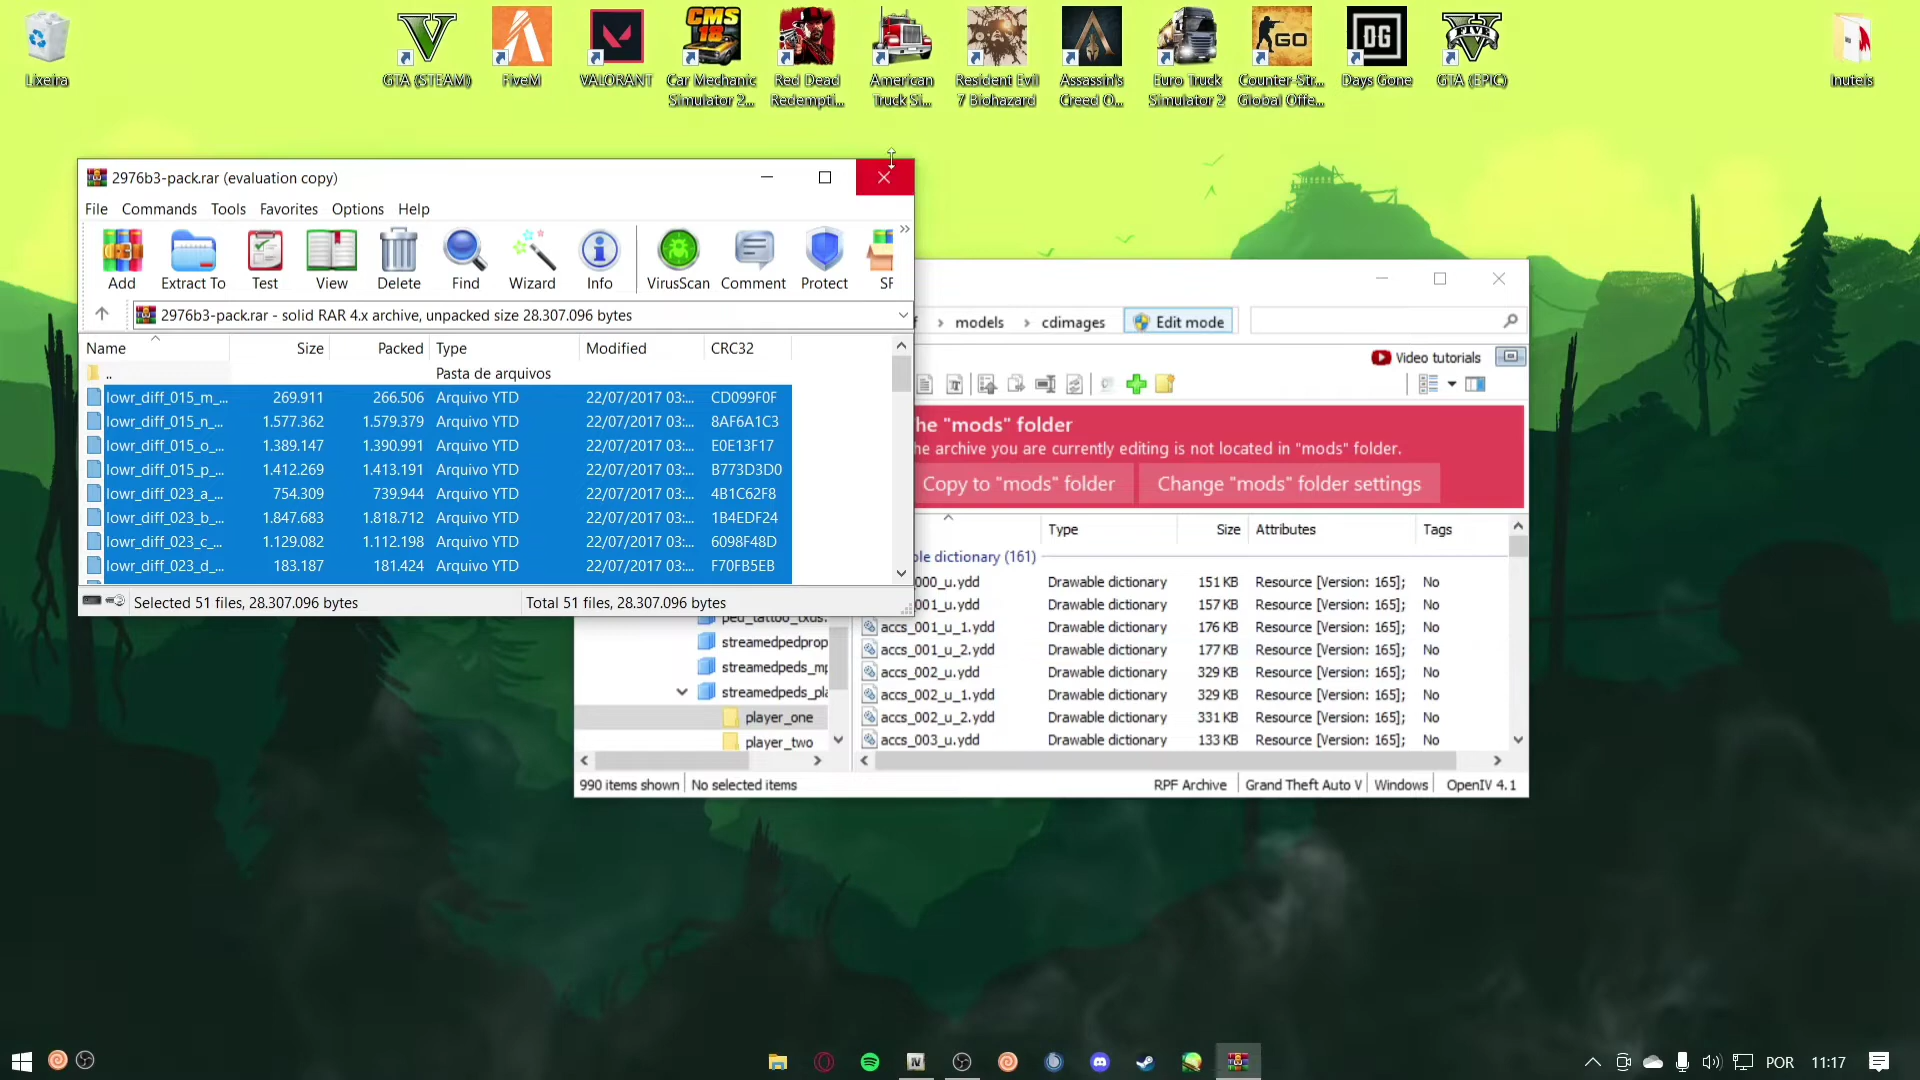 Lixeira
GTA (STEAM)
FiveM
VALORANT
Car Mechanic
Simulator 2...
Red Dead
Redempti...
American
Truck Si...
Resident Evil
7 Biohazard
Assassin's
Creed O...
Euro Truck
Simulator 2
Counter-Str...
Global Offe...
Days Gone
GTA (EPIC)
Inuteis
2976b3-pack.rar (evaluation copy)
File Commands Tools Favorites Options Help
Add Extract To Test View Delete Find Wizard Info VirusScan Comment Protect SF
2976b3-pack.rar - solid RAR 4.x archive, unpacked size 28.307.096 bytes
Name Size Packed Type Modified CRC32
.. Pasta de arquivos
lowr_diff_015_m_... 269.911 266.506 Arquivo YTD 22/07/2017 03:... CD099F0F
lowr_diff_015_n_... 1.577.362 1.579.379 Arquivo YTD 22/07/2017 03:... 8AF6A1C3
lowr_diff_015_o_... 1.389.147 1.390.991 Arquivo YTD 22/07/2017 03:... E0E13F17
lowr_diff_015_p_... 1.412.269 1.413.191 Arquivo YTD 22/07/2017 03:... B773D3D0
lowr_diff_023_a_... 754.309 739.944 Arquivo YTD 22/07/2017 03:... 4B1C62F8
lowr_diff_023_b_... 1.847.683 1.818.712 Arquivo YTD 22/07/2017 03:... 1B4EDF24
lowr_diff_023_c_... 1.129.082 1.112.198 Arquivo YTD 22/07/2017 03:... 6098F48D
lowr_diff_023_d_... 183.187 181.424 Arquivo YTD 22/07/2017 03:... F70FB5EB
Selected 51 files, 28.307.096 bytes Total 51 files, 28.307.096 bytes
f › models › cdimages Edit mode
Video tutorials
he "mods" folder
he archive you are currently editing is not located in "mods" folder.
Copy to "mods" folder Change "mods" folder settings
Type Size Attributes Tags
ble dictionary (161)
000_u.ydd Drawable dictionary 151 KB Resource [Version: 165]; No
001_u.ydd Drawable dictionary 157 KB Resource [Version: 165]; No
accs_001_u_1.ydd Drawable dictionary 176 KB Resource [Version: 165]; No
accs_001_u_2.ydd Drawable dictionary 177 KB Resource [Version: 165]; No
accs_002_u.ydd Drawable dictionary 329 KB Resource [Version: 165]; No
accs_002_u_1.ydd Drawable dictionary 329 KB Resource [Version: 165]; No
accs_002_u_2.ydd Drawable dictionary 331 KB Resource [Version: 165]; No
accs_003_u.ydd Drawable dictionary 133 KB Resource [Version: 165]; No
ped_tattoo_txds.
streamedpedprop
streamedpeds_mp
streamedpeds_pla
player_one
player_two
990 items shown No selected items RPF Archive Grand Theft Auto V Windows OpenIV 4.1
POR 11:17